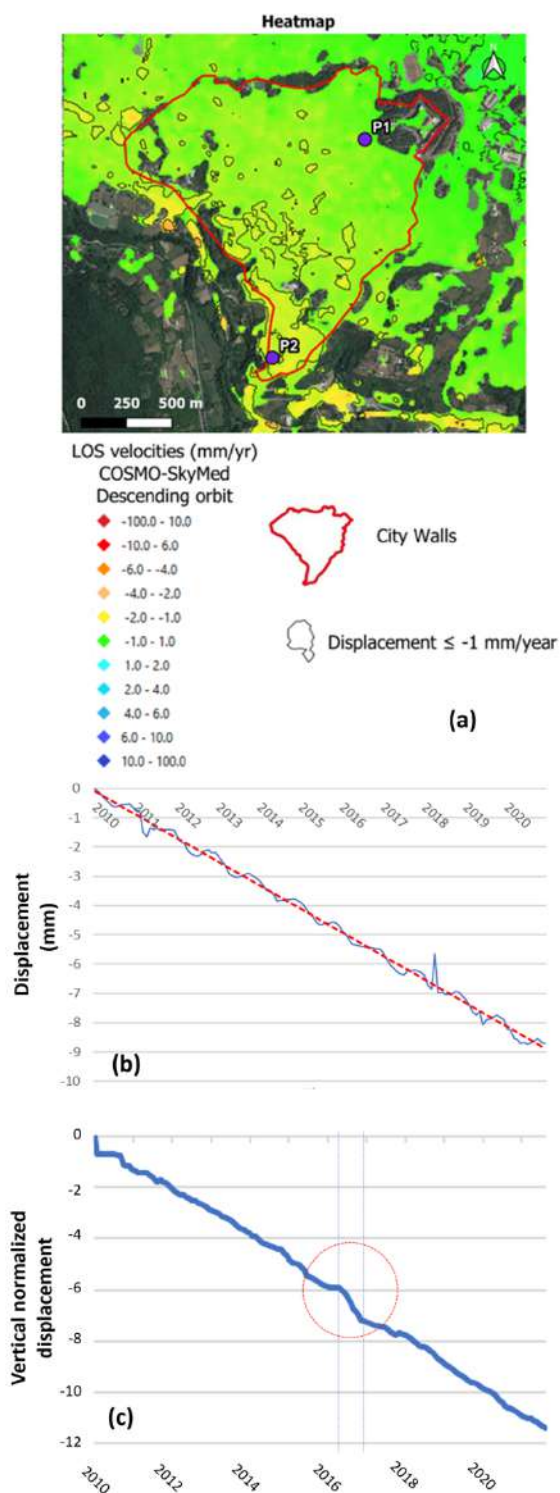 Heatmap
N
P1
P2
0 250 500 m
LOS velocities (mm/yr)
COSMO-SkyMed
Descending orbit
-100.0 - 10.0
-10.0 - 6.0
-6.0 - -4.0
-4.0 - -2.0
-2.0 - -1.0
-1.0 - 1.0
1.0 - 2.0
2.0 - 4.0
4.0 - 6.0
6.0 - 10.0
10.0 - 100.0
City Walls
Displacement ≤ -1 mm/year
(a)
Displacement
(mm)
0
-1
-2
-3
-4
-5
-6
-7
-8
-9
-10
2010 2011 2012 2013 2014 2015 2016 2017 2018 2019 2020
(b)
Vertical normalized
displacement
0
-2
-4
-6
-8
-10
-12
(c)
2010 2012 2014 2016 2018 2020